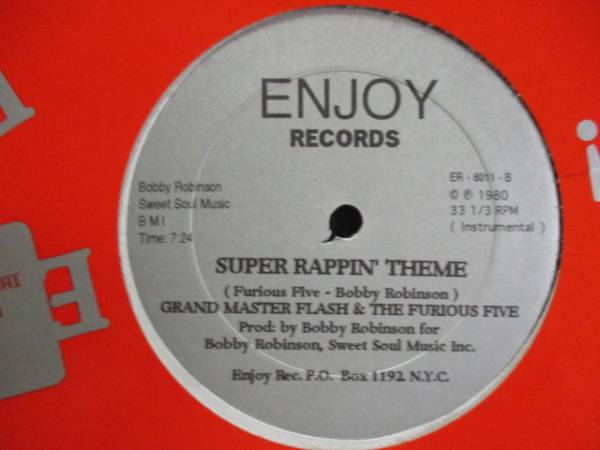 ENJOY
RECORDS
Bobby Robinson
Sweet Soul Music
B M I
Time: 7:24
ER - 6011 - B
© ℗ 1980
33 1/3 RPM
( Instrumental )
SUPER RAPPIN' THEME
( Furious Five - Bobby Robinson )
GRAND MASTER FLASH & THE FURIOUS FIVE
Prod: by Bobby Robinson for
Bobby Robinson, Sweet Soul Music Inc.
Enjoy Rec. P.O. Box 1192 N.Y.C.